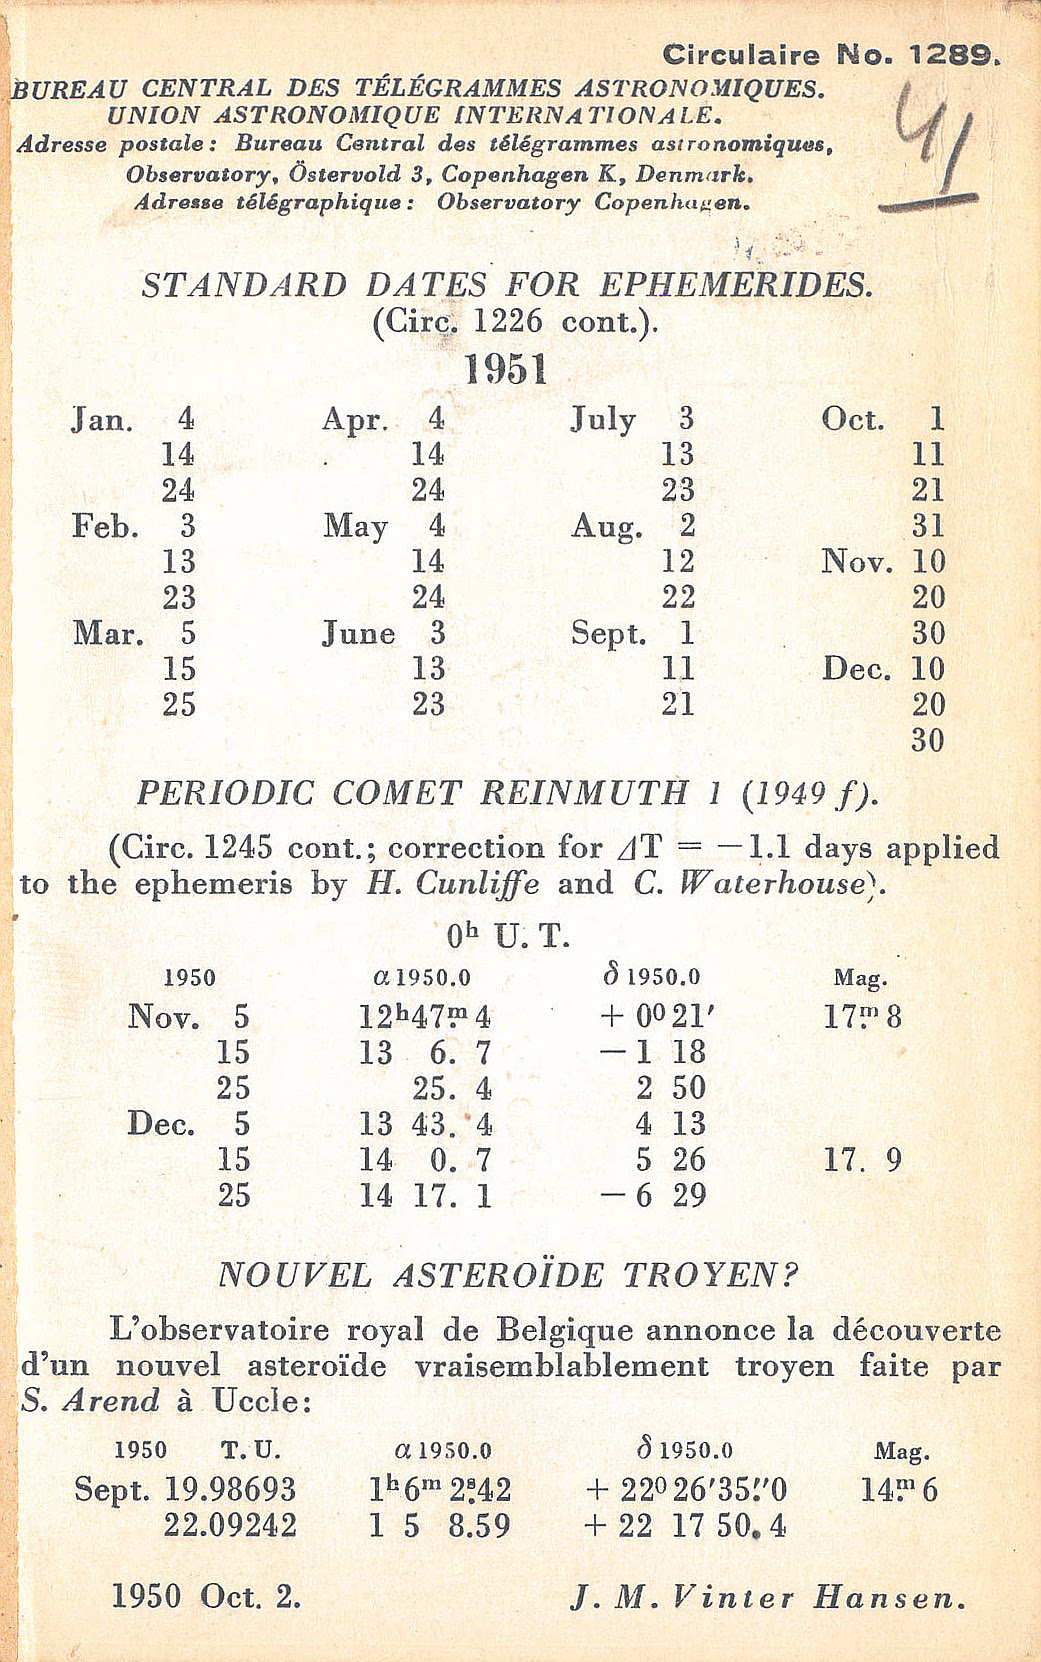 Circulaire No. 1289.
BUREAU CENTRAL DES TÉLÉGRAMMES ASTRONOMIQUES.
UNION ASTRONOMIQUE INTERNATIONALE.
Adresse postale: Bureau Central des télégrammes astronomiques,
Observatory, Östervold 3, Copenhagen K, Denmark.
Adresse télégraphique: Observatory Copenhagen.
41
STANDARD DATES FOR EPHEMERIDES.
(Circ. 1226 cont.).
1951
Jan. 4 Apr. 4 July 3 Oct. 1
14 14 13 11
24 24 23 21
Feb. 3 May 4 Aug. 2 31
13 14 12 Nov. 10
23 24 22 20
Mar. 5 June 3 Sept. 1 30
15 13 11 Dec. 10
25 23 21 20
30
PERIODIC COMET REINMUTH 1 (1949 f).
(Circ. 1245 cont.; correction for ΔT = —1.1 days applied
to the ephemeris by H. Cunliffe and C. Waterhouse).
0ʰ U. T.
1950 α 1950.0 δ 1950.0 Mag.
Nov. 5 12ʰ47ᵐ.4 + 0° 21′ 17ᵐ.8
15 13 6. 7 — 1 18
25 25. 4 2 50
Dec. 5 13 43. 4 4 13
15 14 0. 7 5 26 17. 9
25 14 17. 1 — 6 29
NOUVEL ASTEROÏDE TROYEN?
L'observatoire royal de Belgique annonce la découverte
d'un nouvel asteroïde vraisemblablement troyen faite par
S. Arend à Uccle:
1950 T. U. α 1950.0 δ 1950.0 Mag.
Sept. 19.98693 1ʰ6ᵐ 2ˢ.42 + 22° 26′ 35″.0 14ᵐ.6
22.09242 1 5 8.59 + 22 17 50.4
1950 Oct. 2. J. M. Vinter Hansen.